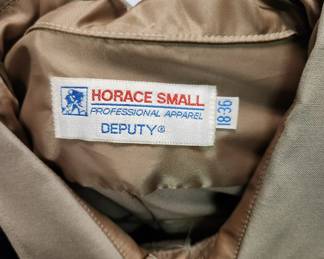 HORACE SMALL
PROFESSIONAL APPAREL
DEPUTY®
18-36